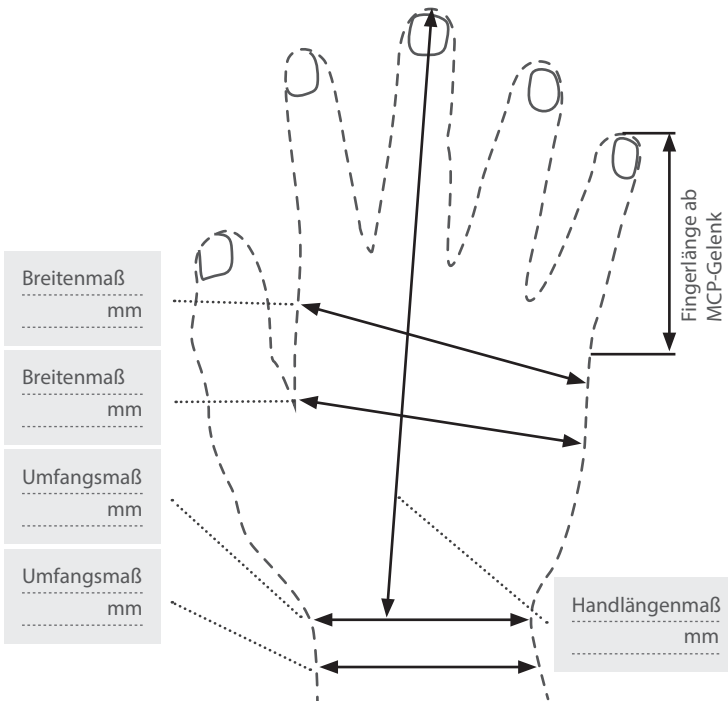 Fingerlänge ab
MCP-Gelenk
Breitenmaß
mm
Breitenmaß
mm
Umfangsmaß
mm
Umfangsmaß
mm
Handlängenmaß
mm